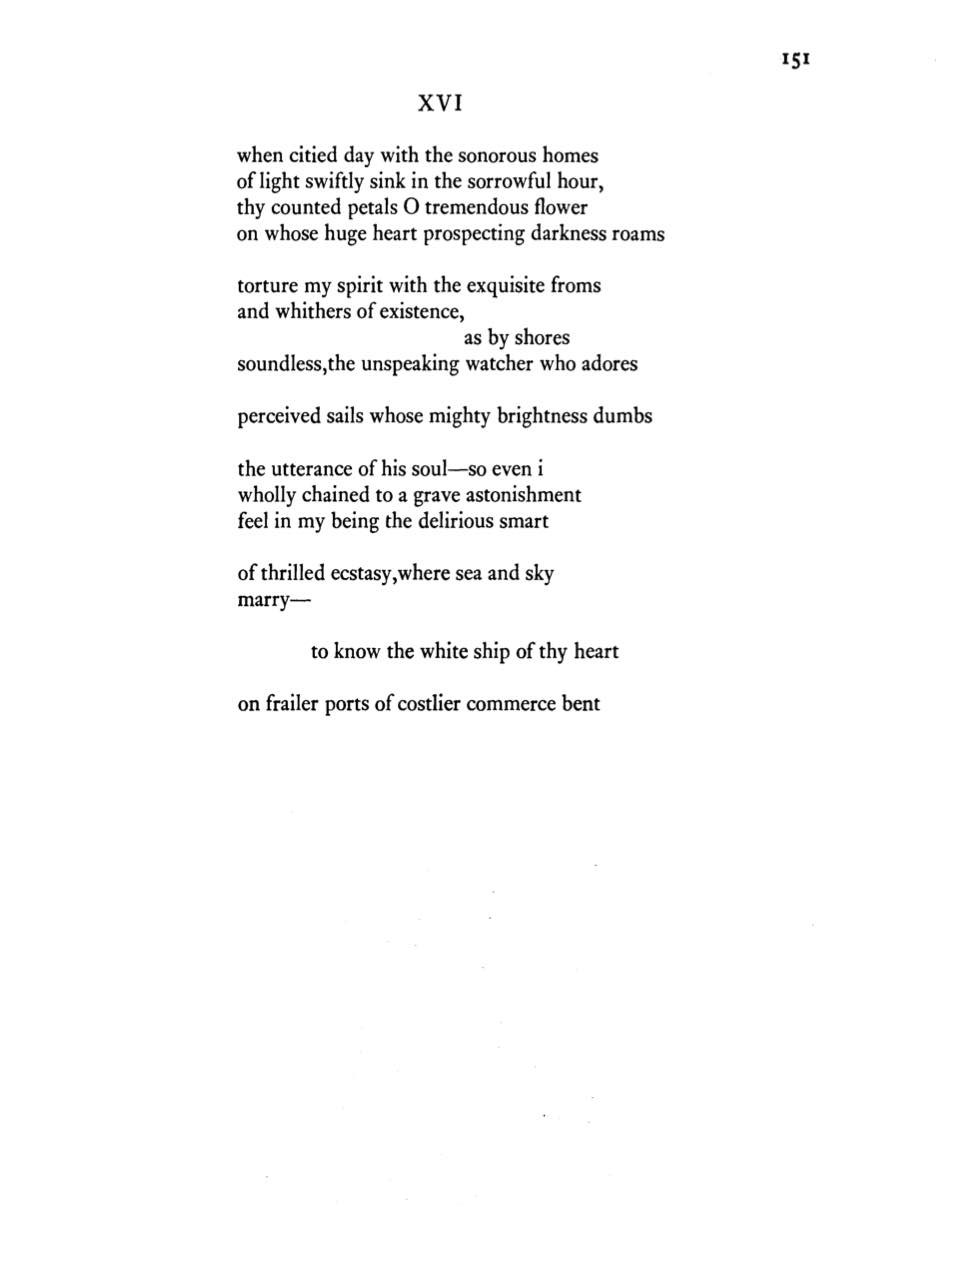 151
XVI
when citied day with the sonorous homes
of light swiftly sink in the sorrowful hour,
thy counted petals O tremendous flower
on whose huge heart prospecting darkness roams
torture my spirit with the exquisite froms
and whithers of existence,
as by shores
soundless,the unspeaking watcher who adores
perceived sails whose mighty brightness dumbs
the utterance of his soul—so even i
wholly chained to a grave astonishment
feel in my being the delirious smart
of thrilled ecstasy,where sea and sky
marry—
to know the white ship of thy heart
on frailer ports of costlier commerce bent